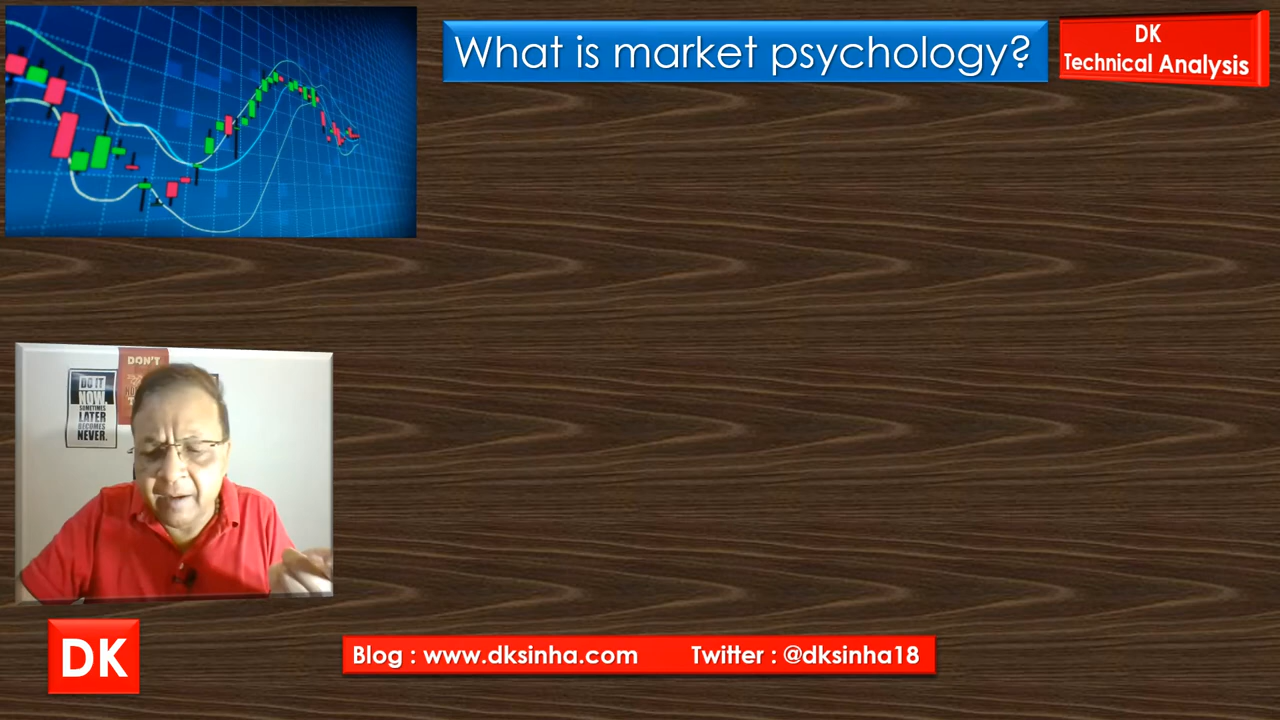 What is market psychology?
DK
Technical Analysis
DON'T
DO IT
NOW.
SOMETIMES
LATER
BECOMES
NEVER.
DK
Blog : www.dksinha.com Twitter : @dksinha18